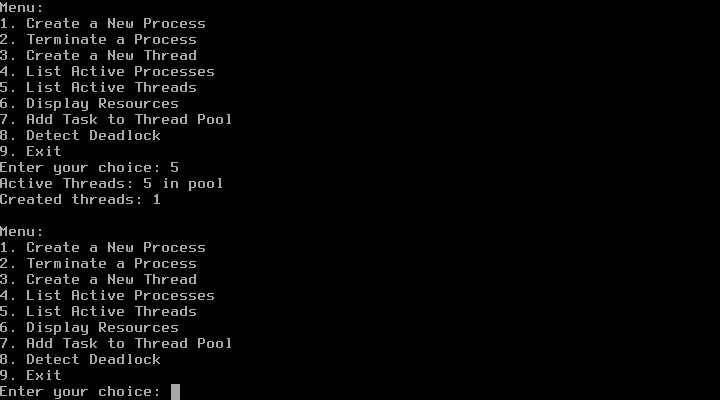 Menu:
1. Create a New Process
2. Terminate a Process
3. Create a New Thread
4. List Active Processes
5. List Active Threads
6. Display Resources
7. Add Task to Thread Pool
8. Detect Deadlock
9. Exit
Enter your choice: 5
Active Threads: 5 in pool
Created threads: 1

Menu:
1. Create a New Process
2. Terminate a Process
3. Create a New Thread
4. List Active Processes
5. List Active Threads
6. Display Resources
7. Add Task to Thread Pool
8. Detect Deadlock
9. Exit
Enter your choice: